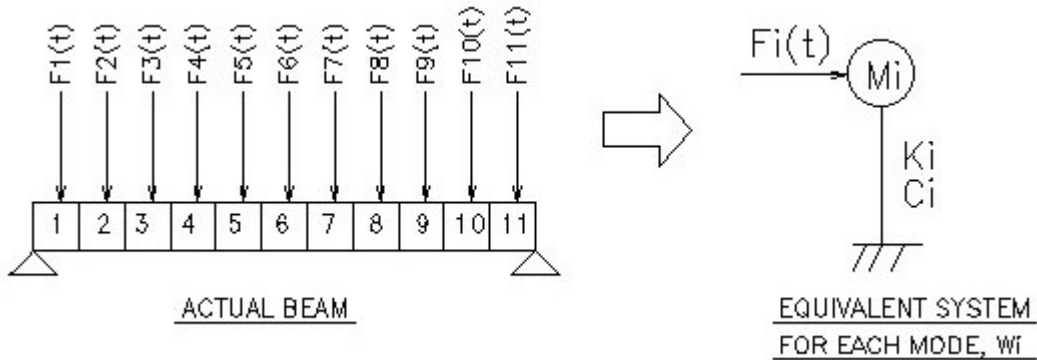 F1(t) F2(t) F3(t) F4(t) F5(t) F6(t) F7(t) F8(t) F9(t) F10(t) F11(t)
1 2 3 4 5 6 7 8 9 10 11
ACTUAL BEAM
Fi(t)
Mi
Ki
Ci
EQUIVALENT SYSTEM
FOR EACH MODE, Wi